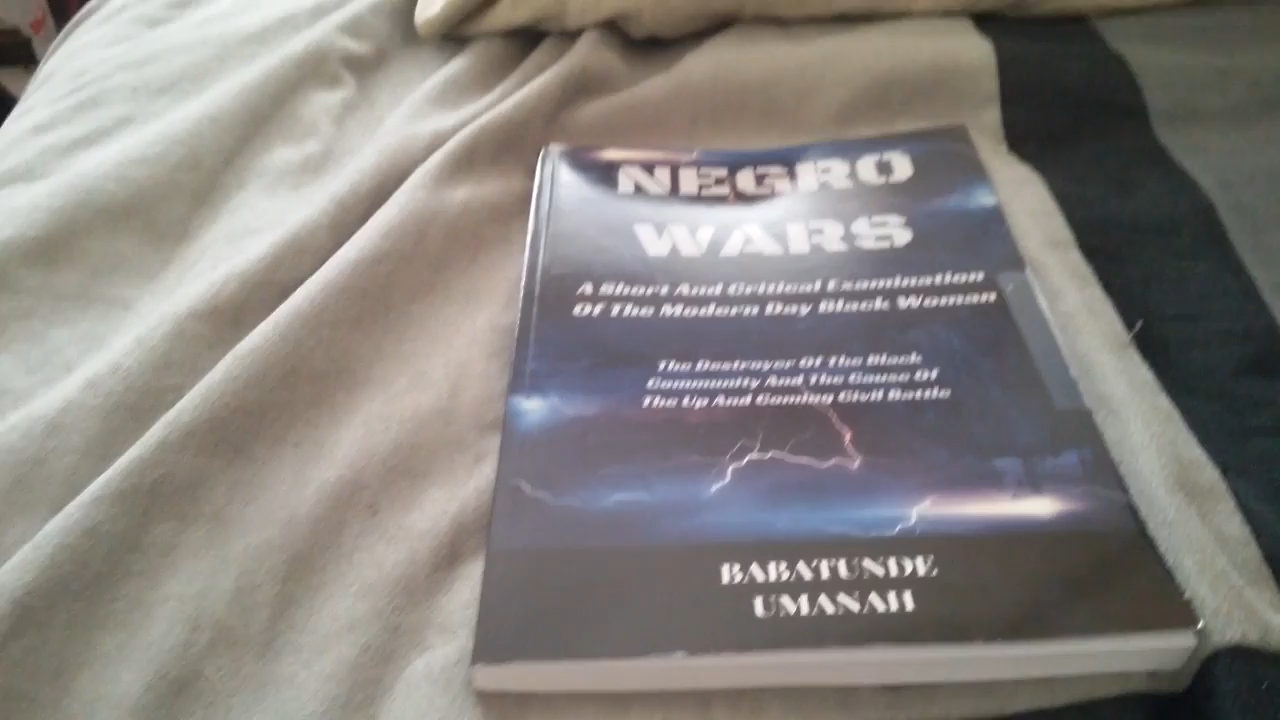 NEGRO
WARS
A Short And Critical Examination
Of The Modern Day Black Woman
The Destroyer Of The Black
Community And The Cause Of
The Up And Coming Civil Battle
BABATUNDE
UMANAH